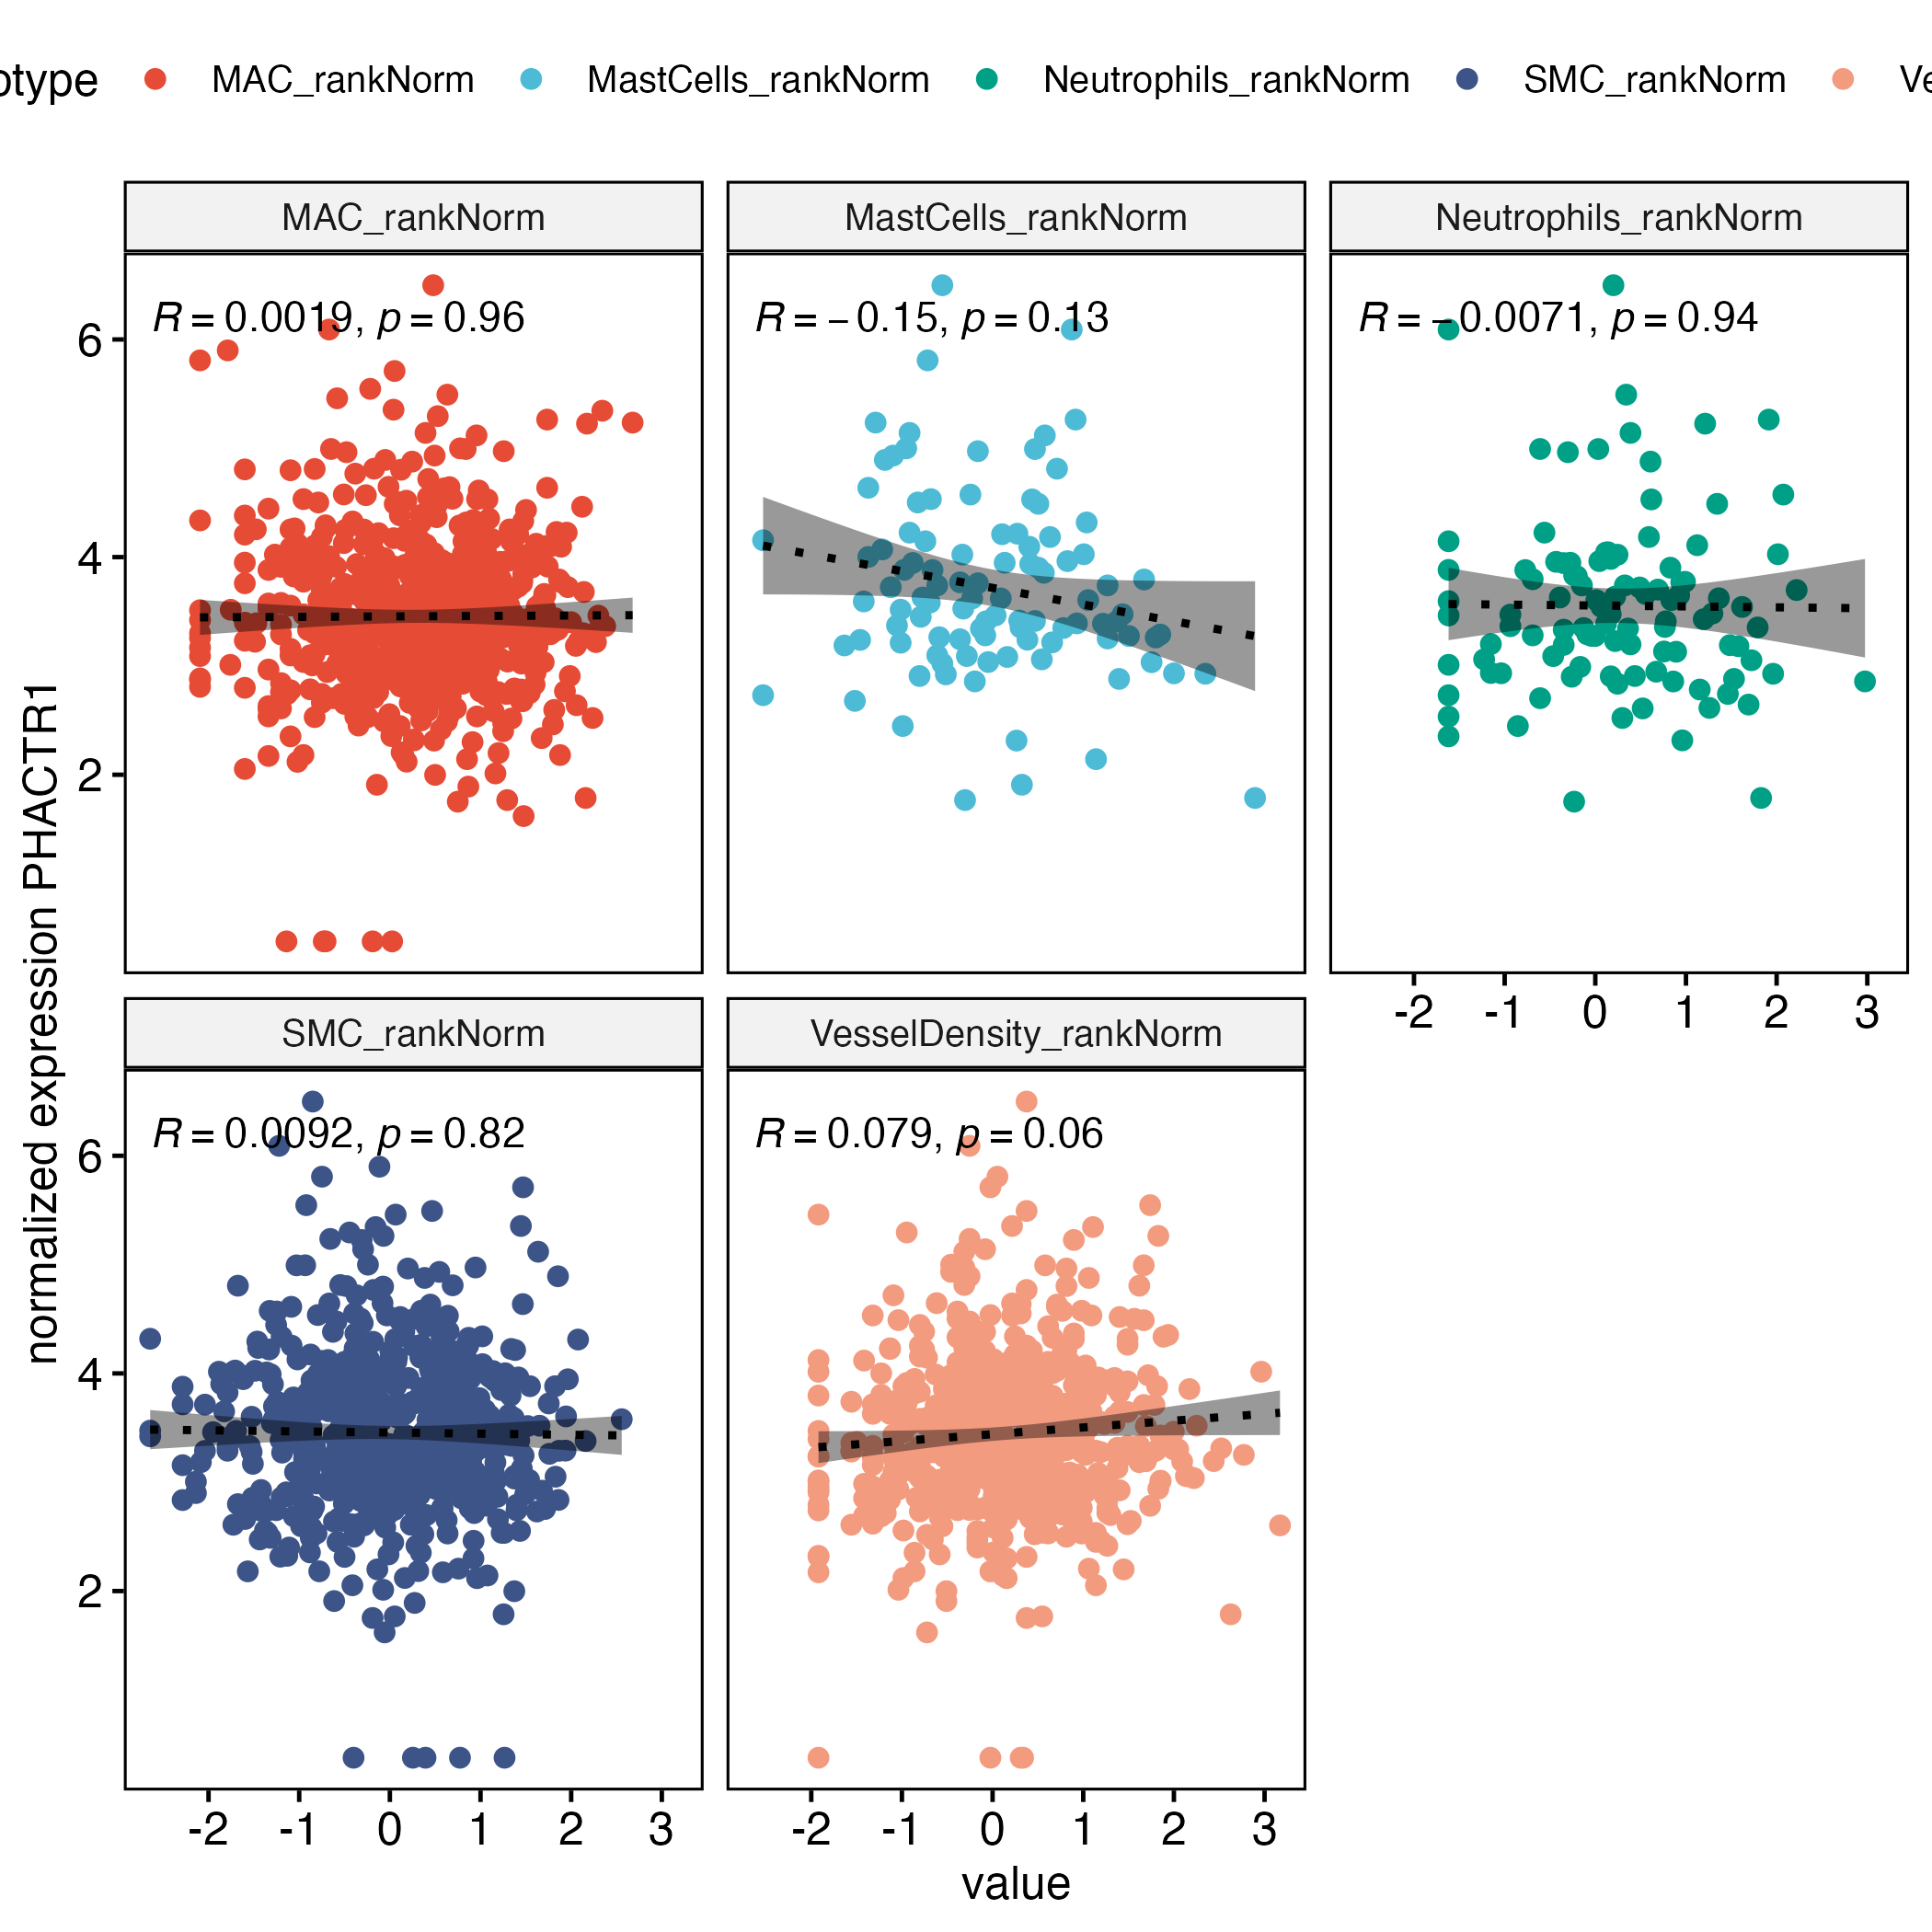 otype MAC_rankNorm MastCells_rankNorm Neutrophils_rankNorm SMC_rankNorm Ve
MAC_rankNorm MastCells_rankNorm Neutrophils_rankNorm
R = 0.0019, p = 0.96 R = −0.15, p = 0.13 R = −0.0071, p = 0.94
6
4
2
-2 -1 0 1 2 3
SMC_rankNorm VesselDensity_rankNorm
R = 0.0092, p = 0.82 R = 0.079, p = 0.06
6
4
2
-2 -1 0 1 2 3 -2 -1 0 1 2 3
value
normalized expression PHACTR1